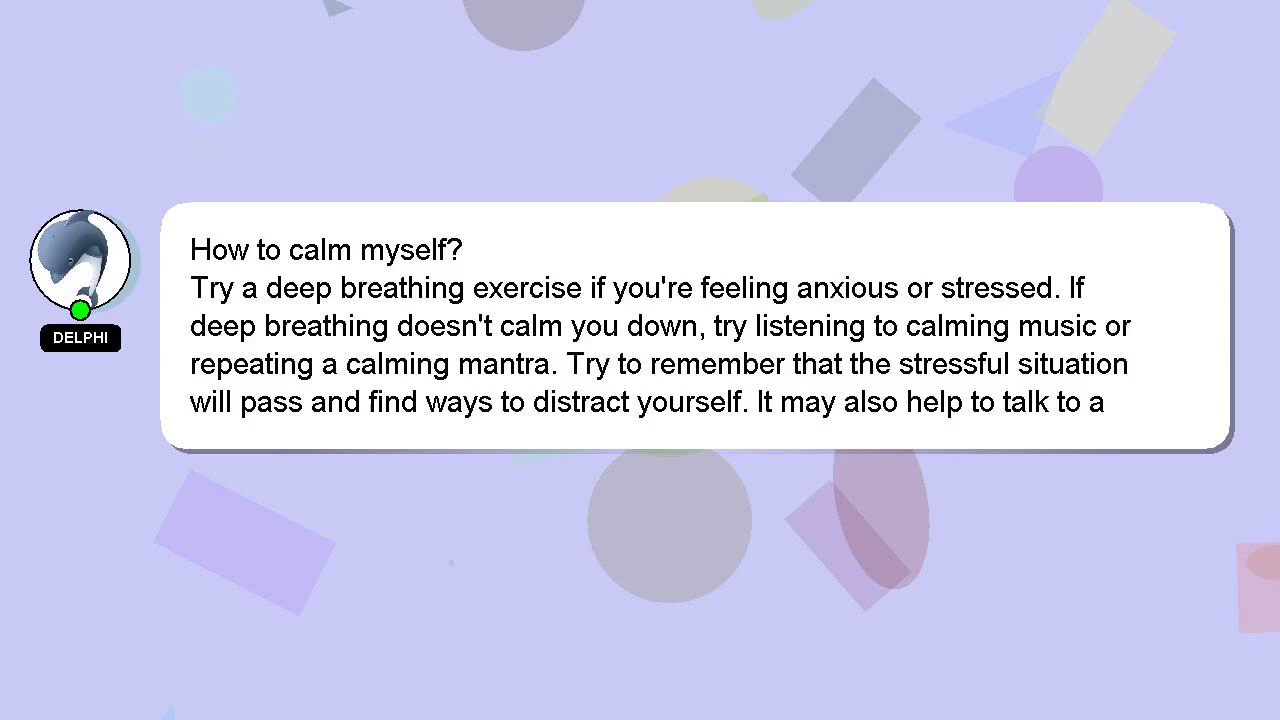 How to calm myself?
Try a deep breathing exercise if you're feeling anxious or stressed. If
deep breathing doesn't calm you down, try listening to calming music or
repeating a calming mantra. Try to remember that the stressful situation
will pass and find ways to distract yourself. It may also help to talk to a
DELPHI